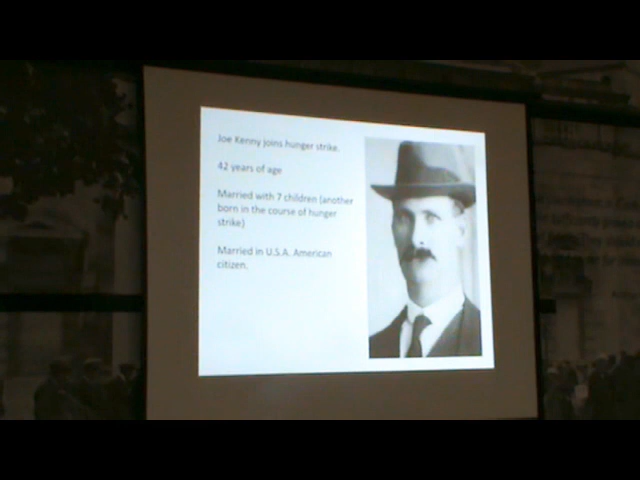 Joe Kenny joins hunger strike.
42 years of age
Married with 7 children (another
born in the course of hunger
strike)
Married in U.S.A. American
citizen.